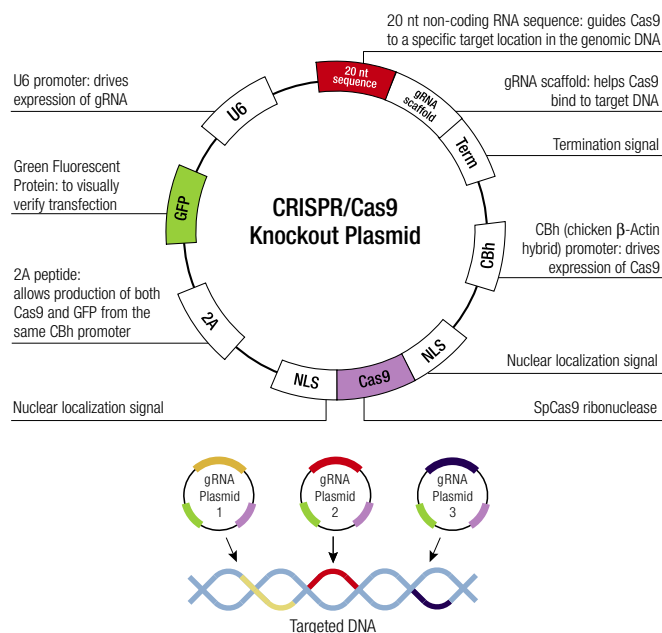 20 nt non-coding RNA sequence: guides Cas9
to a specific target location in the genomic DNA
U6 promoter: drives
expression of gRNA
20 nt
sequence
gRNA
scaffold
gRNA scaffold: helps Cas9
bind to target DNA
U6
Term
Termination signal
Green Fluorescent
Protein: to visually
verify transfection
GFP
CRISPR/Cas9
Knockout Plasmid
CBh
CBh (chicken β-Actin
hybrid) promoter: drives
expression of Cas9
2A peptide:
allows production of both
Cas9 and GFP from the
same CBh promoter
2A
NLS
Cas9
NLS
Nuclear localization signal
Nuclear localization signal
SpCas9 ribonuclease
gRNA
Plasmid
1
gRNA
Plasmid
2
gRNA
Plasmid
3
Targeted DNA